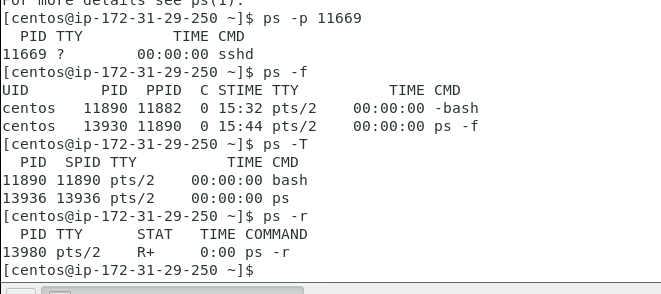 For more details see ps(1).
[centos@ip-172-31-29-250 ~]$ ps -p 11669
  PID TTY          TIME CMD
11669 ?        00:00:00 sshd
[centos@ip-172-31-29-250 ~]$ ps -f
UID        PID  PPID  C STIME TTY          TIME CMD
centos   11890 11882  0 15:32 pts/2    00:00:00 -bash
centos   13930 11890  0 15:44 pts/2    00:00:00 ps -f
[centos@ip-172-31-29-250 ~]$ ps -T
  PID  SPID TTY          TIME CMD
11890 11890 pts/2    00:00:00 bash
13936 13936 pts/2    00:00:00 ps
[centos@ip-172-31-29-250 ~]$ ps -r
  PID TTY      STAT   TIME COMMAND
13980 pts/2    R+     0:00 ps -r
[centos@ip-172-31-29-250 ~]$